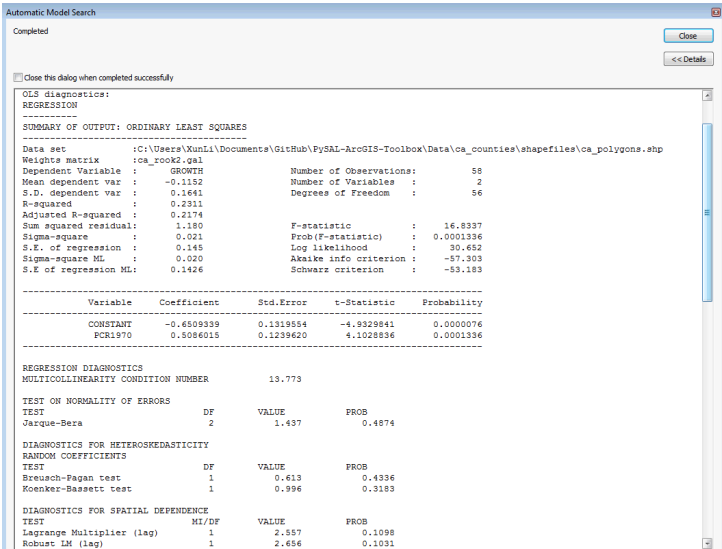 Automatic Model Search
Completed
Close
<< Details
Close this dialog when completed successfully
OLS diagnostics:
REGRESSION
----------
SUMMARY OF OUTPUT: ORDINARY LEAST SQUARES
-----------------------------------------
Data set :C:\Users\XunLi\Documents\GitHub\PySAL-ArcGIS-Toolbox\Data\ca_counties\shapefiles\ca_polygons.shp
Weights matrix :ca_rook2.gal
Dependent Variable : GROWTH Number of Observations: 58
Mean dependent var : -0.1152 Number of Variables : 2
S.D. dependent var : 0.1641 Degrees of Freedom : 56
R-squared : 0.2311
Adjusted R-squared : 0.2174
Sum squared residual: 1.180 F-statistic : 16.8337
Sigma-square : 0.021 Prob(F-statistic) : 0.0001336
S.E. of regression : 0.145 Log likelihood : 30.652
Sigma-square ML : 0.020 Akaike info criterion : -57.303
S.E of regression ML: 0.1426 Schwarz criterion : -53.183
------------------------------------------------------------------------------------
Variable Coefficient Std.Error t-Statistic Probability
------------------------------------------------------------------------------------
CONSTANT -0.6509339 0.1319554 -4.9329841 0.0000076
PCR1970 0.5086015 0.1239620 4.1028836 0.0001336
------------------------------------------------------------------------------------
REGRESSION DIAGNOSTICS
MULTICOLLINEARITY CONDITION NUMBER 13.773
TEST ON NORMALITY OF ERRORS
TEST DF VALUE PROB
Jarque-Bera 2 1.437 0.4874
DIAGNOSTICS FOR HETEROSKEDASTICITY
RANDOM COEFFICIENTS
TEST DF VALUE PROB
Breusch-Pagan test 1 0.613 0.4336
Koenker-Bassett test 1 0.996 0.3183
DIAGNOSTICS FOR SPATIAL DEPENDENCE
TEST MI/DF VALUE PROB
Lagrange Multiplier (lag) 1 2.557 0.1098
Robust LM (lag) 1 2.656 0.1031